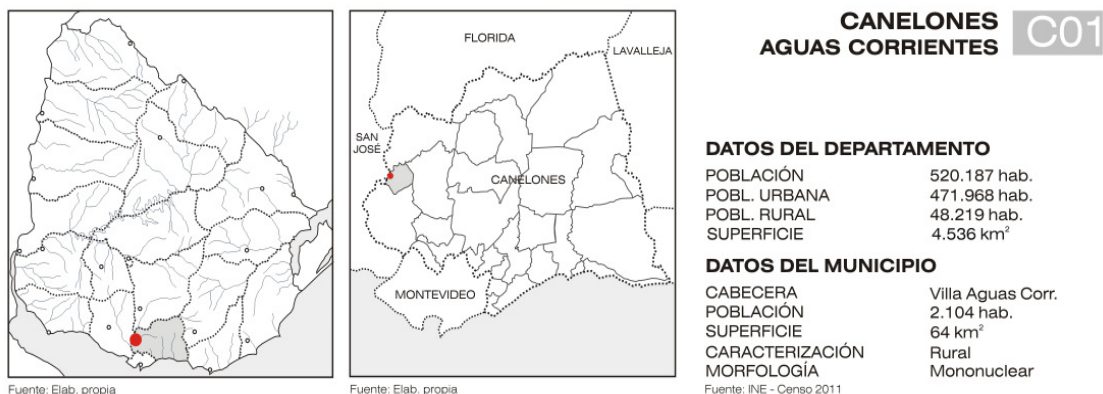 FLORIDA
LAVALLEJA
SAN
JOSÉ
CANELONES
MONTEVIDEO
Fuente: Elab. propia
Fuente: Elab. propia
CANELONES
AGUAS CORRIENTES
C01
DATOS DEL DEPARTAMENTO
POBLACIÓN 520.187 hab.
POBL. URBANA 471.968 hab.
POBL. RURAL 48.219 hab.
SUPERFICIE 4.536 km²
DATOS DEL MUNICIPIO
CABECERA Villa Aguas Corr.
POBLACIÓN 2.104 hab.
SUPERFICIE 64 km²
CARACTERIZACIÓN Rural
MORFOLOGÍA Mononuclear
Fuente: INE - Censo 2011